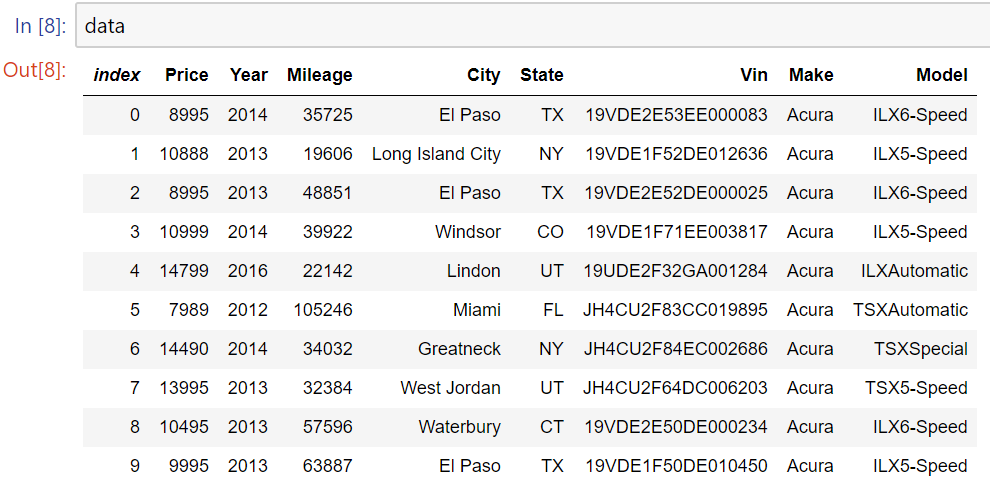 In [8]: data
Out[8]: index Price Year Mileage City State Vin Make Model
0 8995 2014 35725 El Paso TX 19VDE2E53EE000083 Acura ILX6-Speed
1 10888 2013 19606 Long Island City NY 19VDE1F52DE012636 Acura ILX5-Speed
2 8995 2013 48851 El Paso TX 19VDE2E52DE000025 Acura ILX6-Speed
3 10999 2014 39922 Windsor CO 19VDE1F71EE003817 Acura ILX5-Speed
4 14799 2016 22142 Lindon UT 19UDE2F32GA001284 Acura ILXAutomatic
5 7989 2012 105246 Miami FL JH4CU2F83CC019895 Acura TSXAutomatic
6 14490 2014 34032 Greatneck NY JH4CU2F84EC002686 Acura TSXSpecial
7 13995 2013 32384 West Jordan UT JH4CU2F64DC006203 Acura TSX5-Speed
8 10495 2013 57596 Waterbury CT 19VDE2E50DE000234 Acura ILX6-Speed
9 9995 2013 63887 El Paso TX 19VDE1F50DE010450 Acura ILX5-Speed